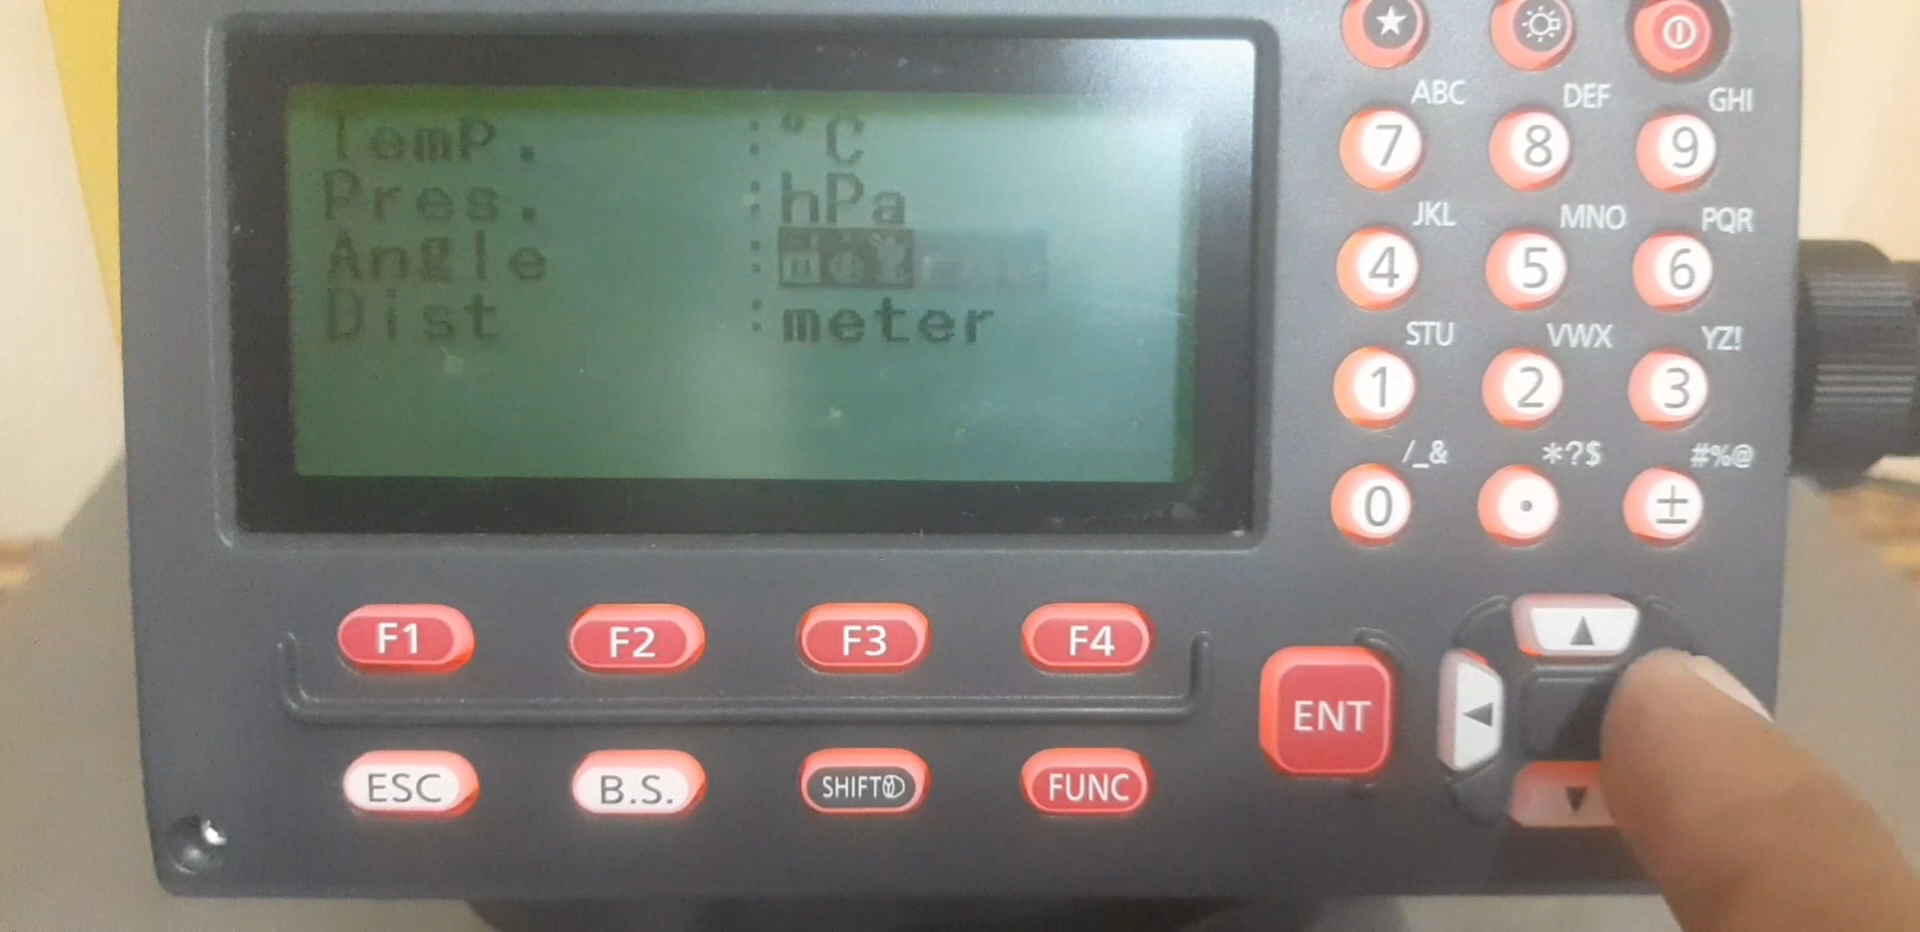 Temp. :°C
Pres. :hPa
Angle :
Dist :meter
ABC DEF GHI
7 8 9
JKL MNO PQR
4 5 6
STU VWX YZ!
1 2 3
/_& *?$ #%@
0 . ±
F1 F2 F3 F4
ENT
ESC B.S. SHIFT FUNC